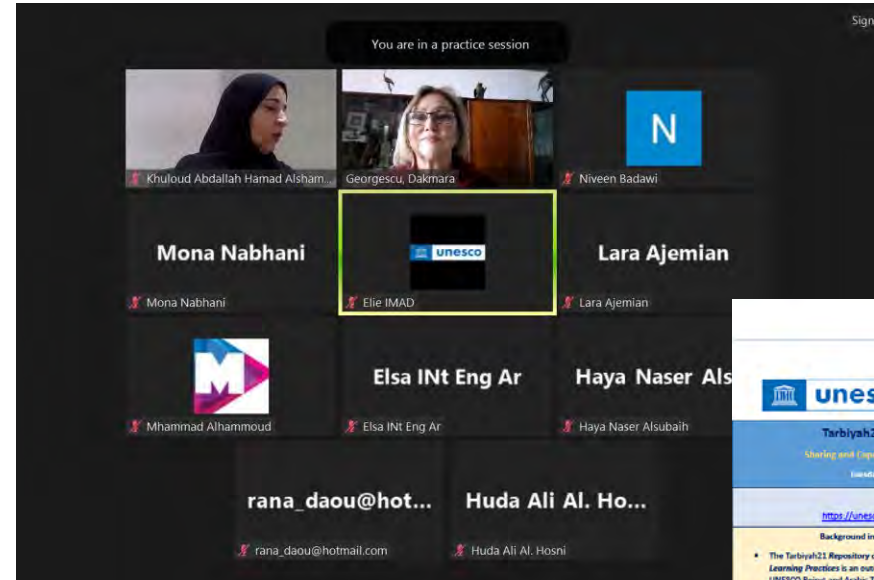 Sign
You are in a practice session
N
Khuloud Abdallah Hamad Alsham...
Georgescu, Dakmara
Niveen Badawi
Mona Nabhani
unesco
Lara Ajemian
Mona Nabhani
Elie IMAD
Lara Ajemian
M
Elsa INt Eng Ar
Haya Naser Als
Mhammad Alhammoud
Elsa INt Eng Ar
Haya Naser Alsubaih
rana_daou@hot...
Huda Ali Al. Ho...
rana_daou@hotmail.com
Huda Ali Al. Hosni
unes
Tarbiyah2
Sharing and
Tuesd
https://unes
Background in
• The Tarbiyah21 Repository
Learning Practices is an out